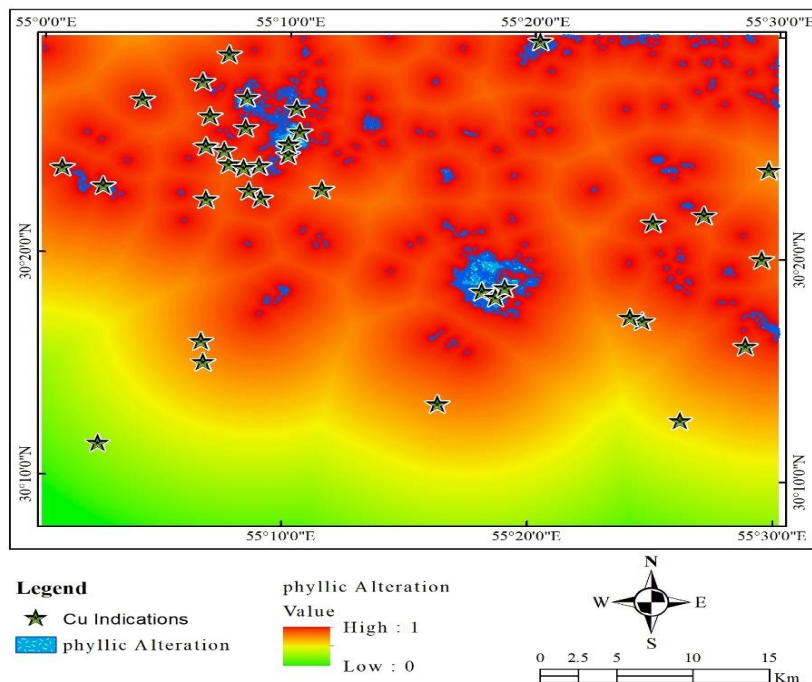 55°0'0"E 55°10'0"E 55°20'0"E 55°30'0"E
30°20'0"N 30°20'0"N
30°10'0"N 30°10'0"N
55°10'0"E 55°20'0"E 55°30'0"E
Legend
Cu Indications
phyllic Alteration
phyllic Alteration
Value
High : 1
Low : 0
N
W E
S
0 2.5 5 10 15
Km